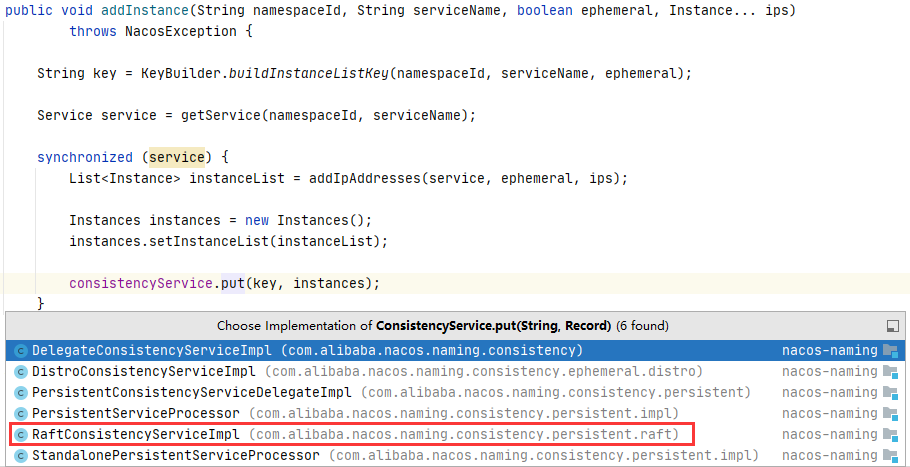 public void addInstance(String namespaceId, String serviceName, boolean ephemeral, Instance... ips)
throws NacosException {
String key = KeyBuilder.buildInstanceListKey(namespaceId, serviceName, ephemeral);
Service service = getService(namespaceId, serviceName);
synchronized (service) {
List<Instance> instanceList = addIpAddresses(service, ephemeral, ips);
Instances instances = new Instances();
instances.setInstanceList(instanceList);
consistencyService.put(key, instances);
}
Choose Implementation of ConsistencyService.put(String, Record) (6 found)
C DelegateConsistencyServiceImpl (com.alibaba.nacos.naming.consistency) nacos-naming
C DistroConsistencyServiceImpl (com.alibaba.nacos.naming.consistency.ephemeral.distro) nacos-naming
C PersistentConsistencyServiceDelegateImpl (com.alibaba.nacos.naming.consistency.persistent) nacos-naming
C PersistentServiceProcessor (com.alibaba.nacos.naming.consistency.persistent.impl) nacos-naming
C RaftConsistencyServiceImpl (com.alibaba.nacos.naming.consistency.persistent.raft) nacos-naming
C StandalonePersistentServiceProcessor (com.alibaba.nacos.naming.consistency.persistent.impl) nacos-naming